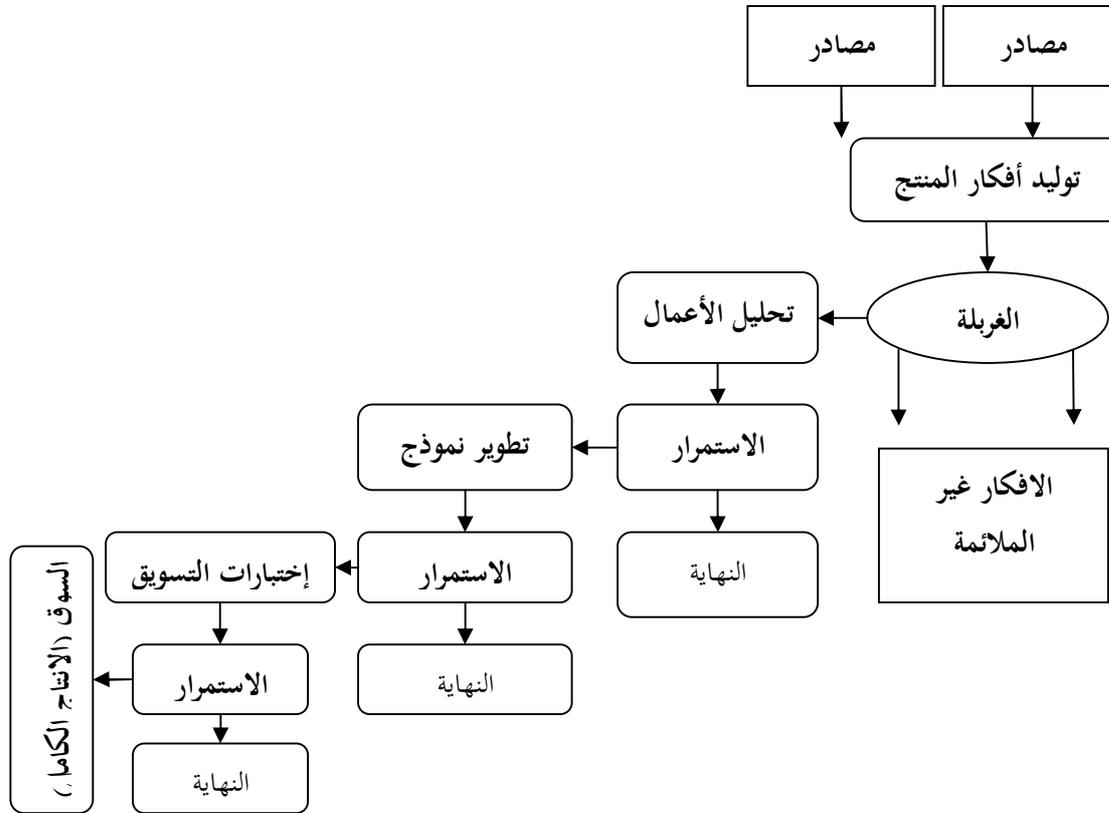 مصادر
مصادر
توليد أفكار المنتج
الغربلة
تحليل الأعمال
الافكار غير
الملائمة
الاستمرار
تطوير نموذج
النهاية
الاستمرار
إختبارات التسويق
النهاية
الاستمرار
السوق (الانتاج الكامل)
النهاية